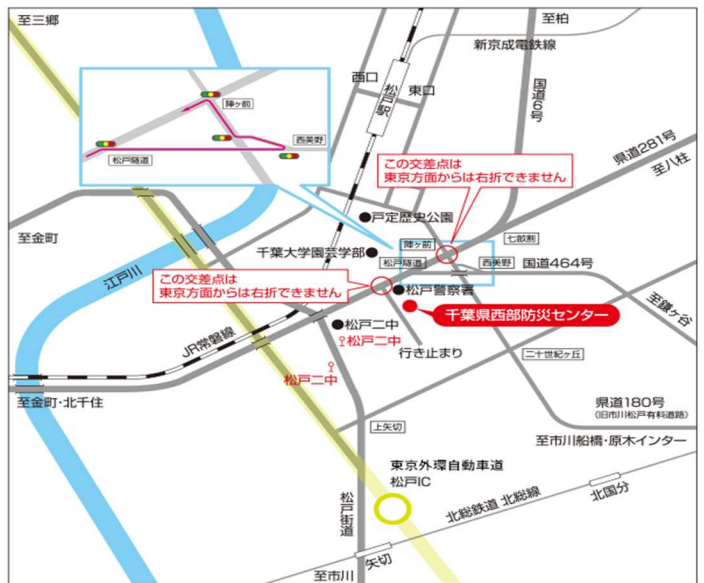 至三郷
至柏
新京成電鉄線
西口
東口
松戸駅
国道6号
陣ヶ前
西美野
松戸隧道
県道281号
至八柱
この交差点は
東京方面からは右折できません
至金町
戸定歴史公園
七畝割
陣ヶ前
千葉大学園芸学部
松戸隧道
西美野
国道464号
江戸川
この交差点は
東京方面からは右折できません
松戸警察署
至鎌ヶ谷
千葉県西部防災センター
松戸二中
松戸二中
JR常磐線
行き止まり
二十世紀ヶ丘
松戸二中
至金町・北千住
県道180号
(旧市川松戸有料道路)
上矢切
至市川船橋・原木インター
東京外環自動車道
松戸IC
松戸街道
北総鉄道 北総線
北国分
矢切
至市川